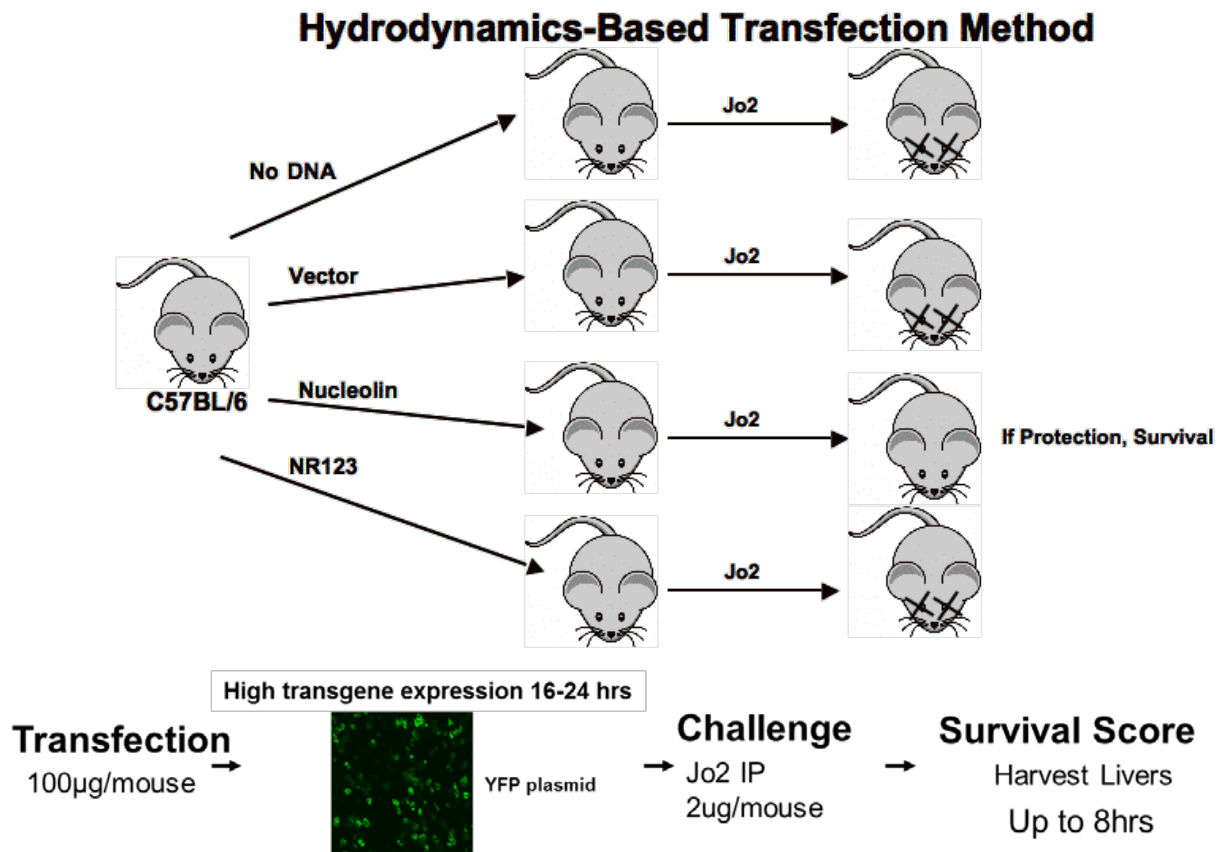 Hydrodynamics-Based Transfection Method
No DNA
Jo2
Vector
Jo2
C57BL/6
Nucleolin
Jo2
If Protection, Survival
NR123
Jo2
High transgene expression 16-24 hrs
Transfection
100µg/mouse
YFP plasmid
Challenge
Jo2 IP
2ug/mouse
Survival Score
Harvest Livers
Up to 8hrs